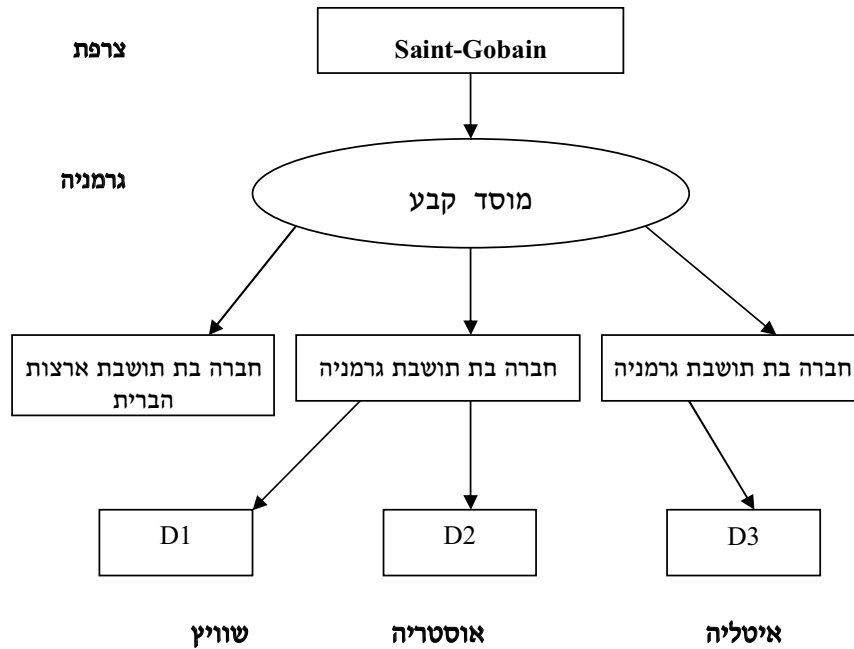 צרפת
Saint-Gobain
גרמניה
מוסד קבע
חברה בת תושבת גרמניה
חברה בת תושבת גרמניה
חברה בת תושבת ארצות
הברית
D3
D2
D1
איטליה
אוסטריה
שוויץ